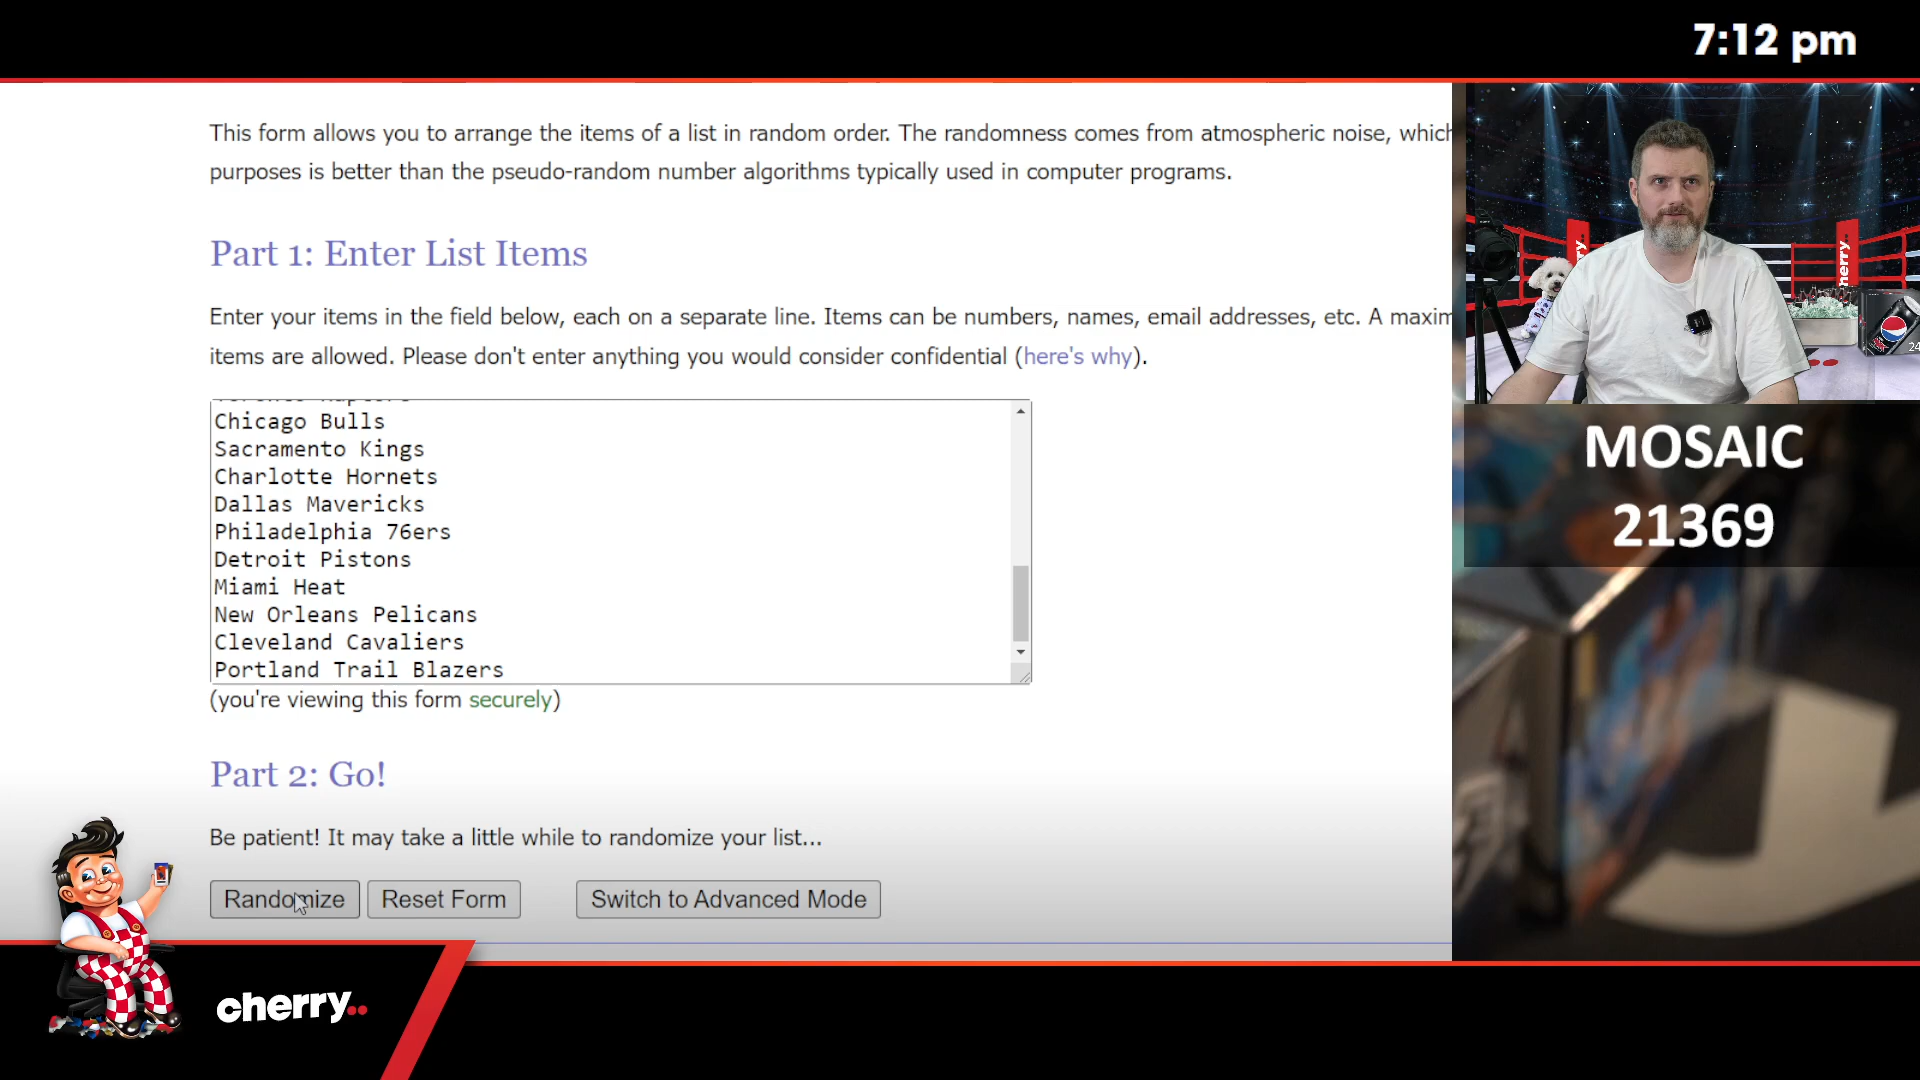 7:12 pm
This form allows you to arrange the items of a list in random order. The randomness comes from atmospheric noise, which
purposes is better than the pseudo-random number algorithms typically used in computer programs.
Part 1: Enter List Items
Enter your items in the field below, each on a separate line. Items can be numbers, names, email addresses, etc. A maxim
items are allowed. Please don't enter anything you would consider confidential (here's why).
Chicago Bulls
Sacramento Kings
Charlotte Hornets
Dallas Mavericks
Philadelphia 76ers
Detroit Pistons
Miami Heat
New Orleans Pelicans
Cleveland Cavaliers
Portland Trail Blazers
(you're viewing this form securely)
Part 2: Go!
Be patient! It may take a little while to randomize your list...
Randomize
Reset Form
Switch to Advanced Mode
MOSAIC
21369
cherry..